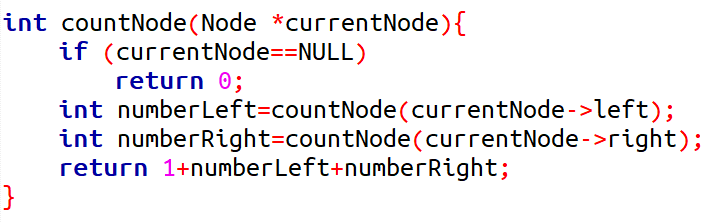 int countNode(Node *currentNode){
    if (currentNode==NULL)
        return 0;
    int numberLeft=countNode(currentNode->left);
    int numberRight=countNode(currentNode->right);
    return 1+numberLeft+numberRight;
}